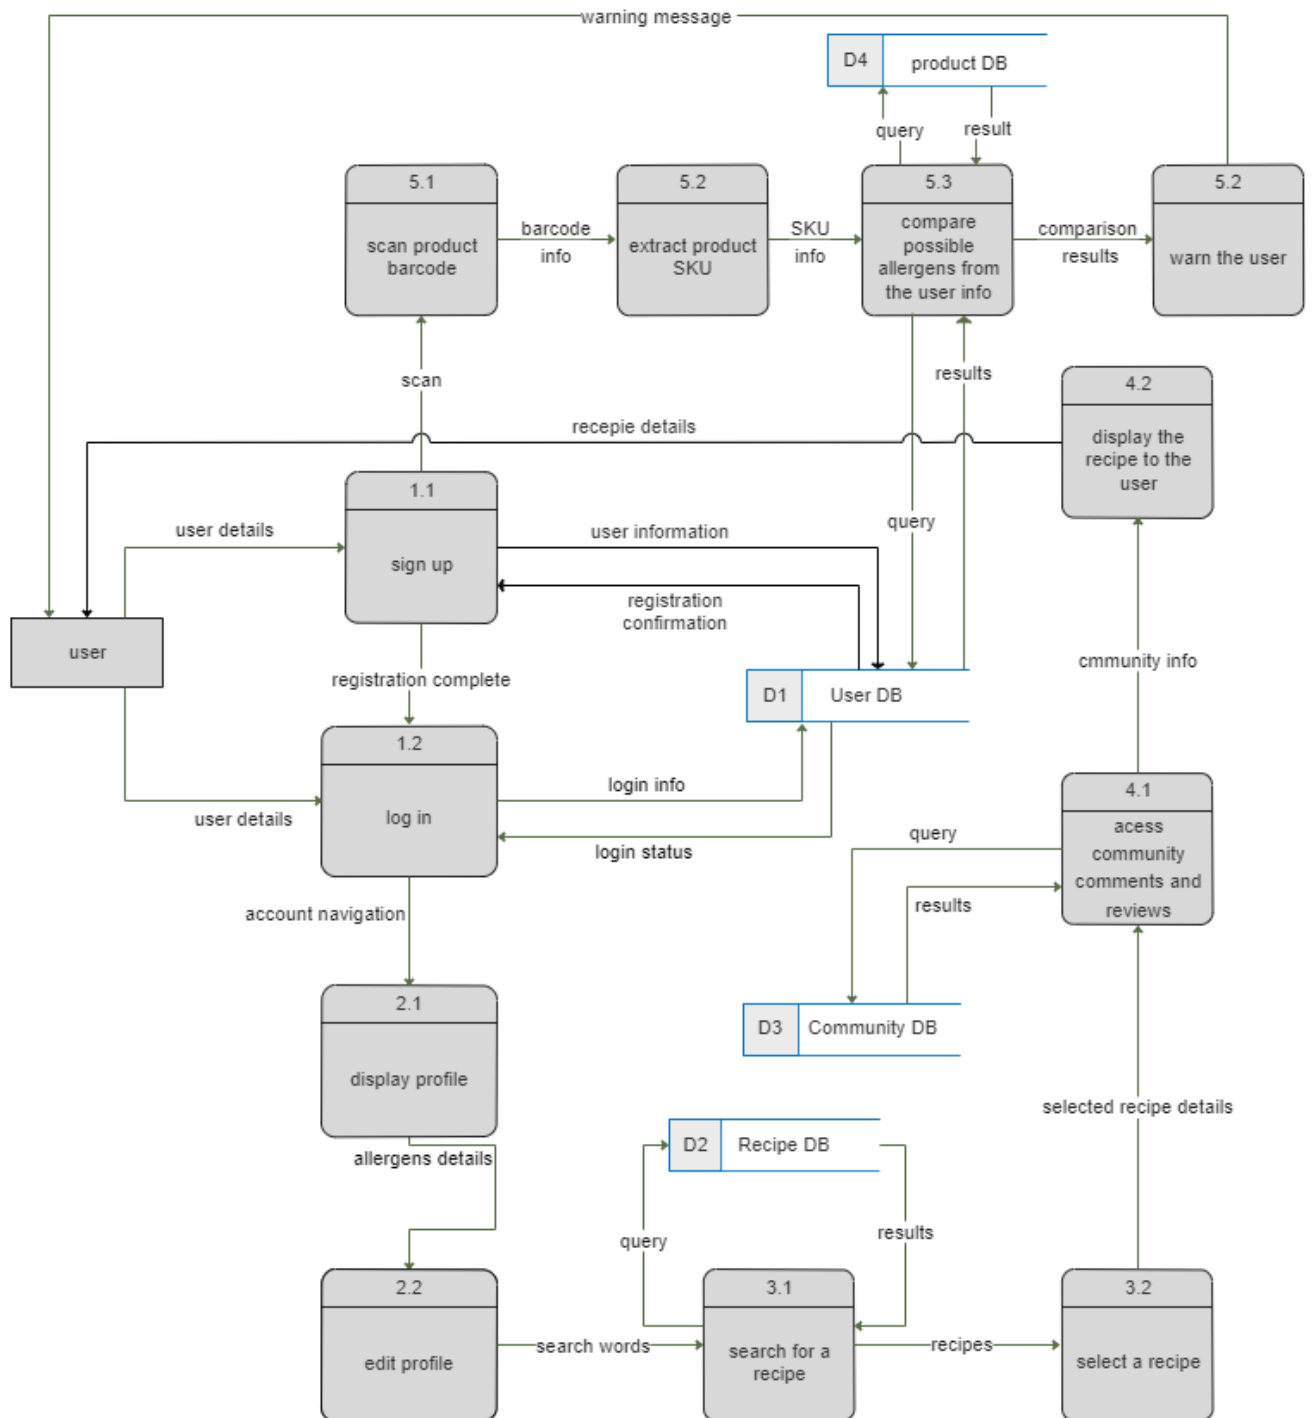 warning message
D4
product DB
query
result
5.1
scan product
barcode
barcode
info
5.2
extract product
SKU
SKU
info
5.3
compare
possible
allergens from
the user info
comparison
results
5.2
warn the user
scan
results
4.2
display the
recipe to the
user
recepie details
1.1
sign up
user details
user information
query
registration
confirmation
user
registration complete
D1
User DB
cmmunity info
1.2
log in
user details
login info
login status
4.1
acess
community
comments and
reviews
query
results
account navigation
2.1
display profile
D3
Community DB
selected recipe details
allergens details
D2
Recipe DB
query
results
2.2
edit profile
search words
3.1
search for a
recipe
recipes
3.2
select a recipe